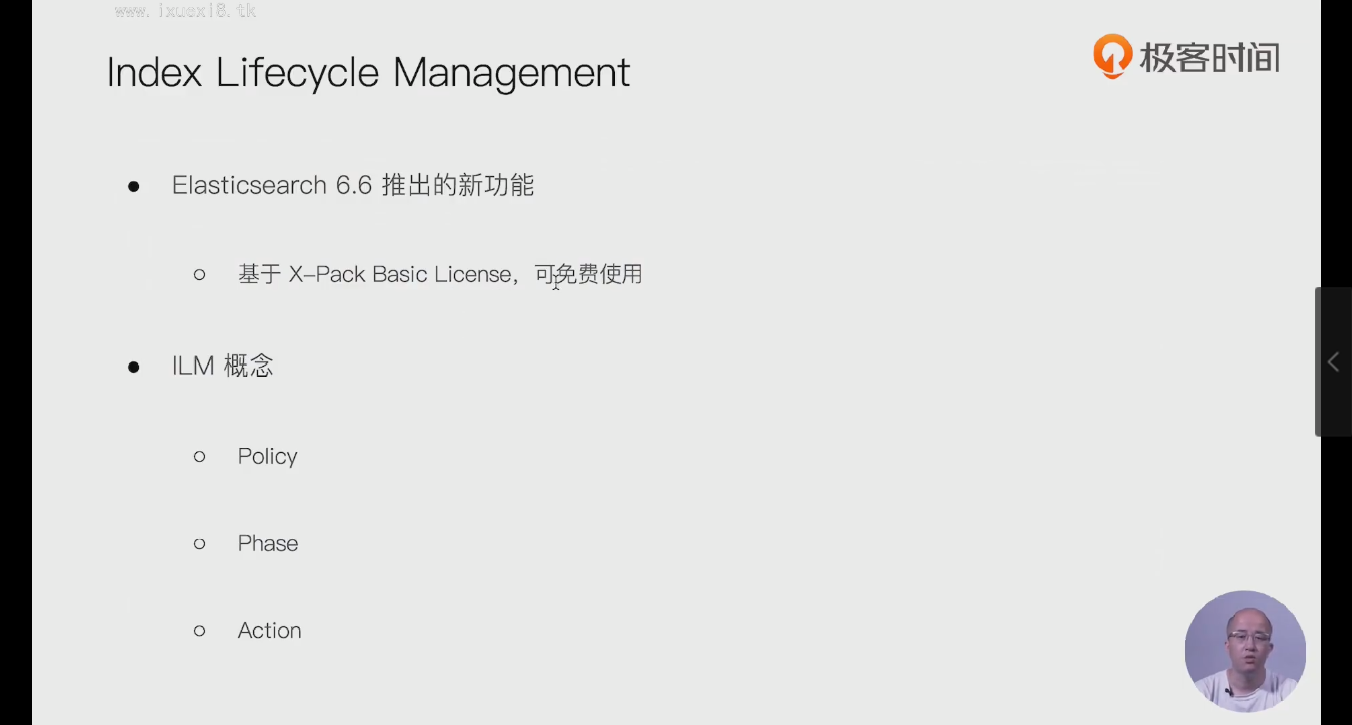 www.ixuexi8.tk
Index Lifecycle Management
极客时间
Elasticsearch 6.6 推出的新功能
基于 X-Pack Basic License，可免费使用
ILM 概念
Policy
Phase
Action